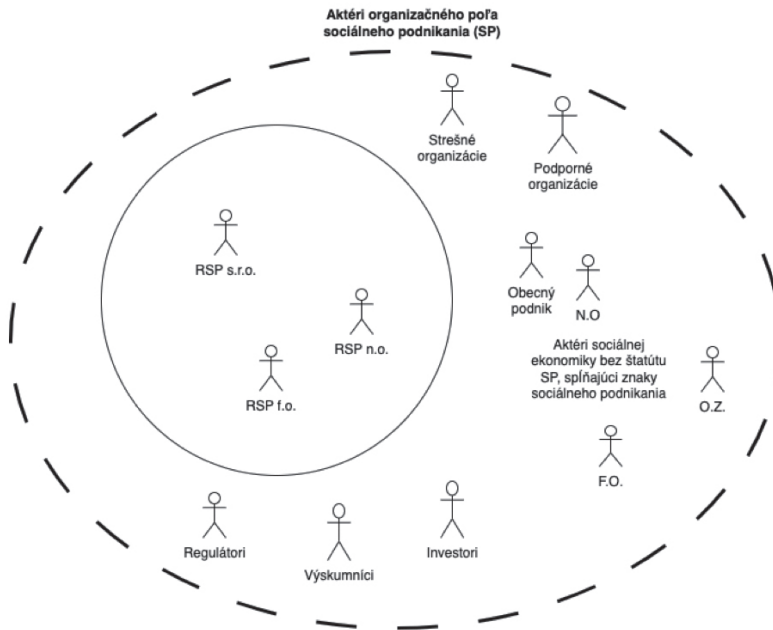 Aktéri organizačného poľa
sociálneho podnikania (SP)
Strešné
organizácie
Podporné
organizácie
RSP s.r.o.
RSP n.o.
RSP f.o.
Obecný
podnik
N.O
Aktéri sociálnej
ekonomiky bez štatútu
SP, spĺňajúci znaky
sociálneho podnikania
O.Z.
F.O.
Regulátori
Výskumníci
Investori